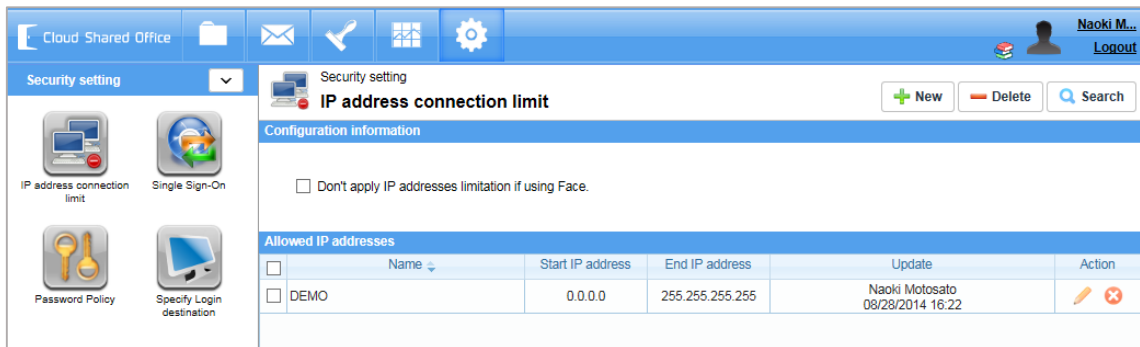 Cloud Shared Office
Naoki M...
Logout
Security setting
IP address connection
limit
Single Sign-On
Password Policy
Specify Login
destination
Security setting
IP address connection limit
New
Delete
Search
Configuration information
Don't apply IP addresses limitation if using Face.
Allowed IP addresses
Name Start IP address End IP address Update Action
DEMO 0.0.0.0 255.255.255.255 Naoki Motosato
08/28/2014 16:22